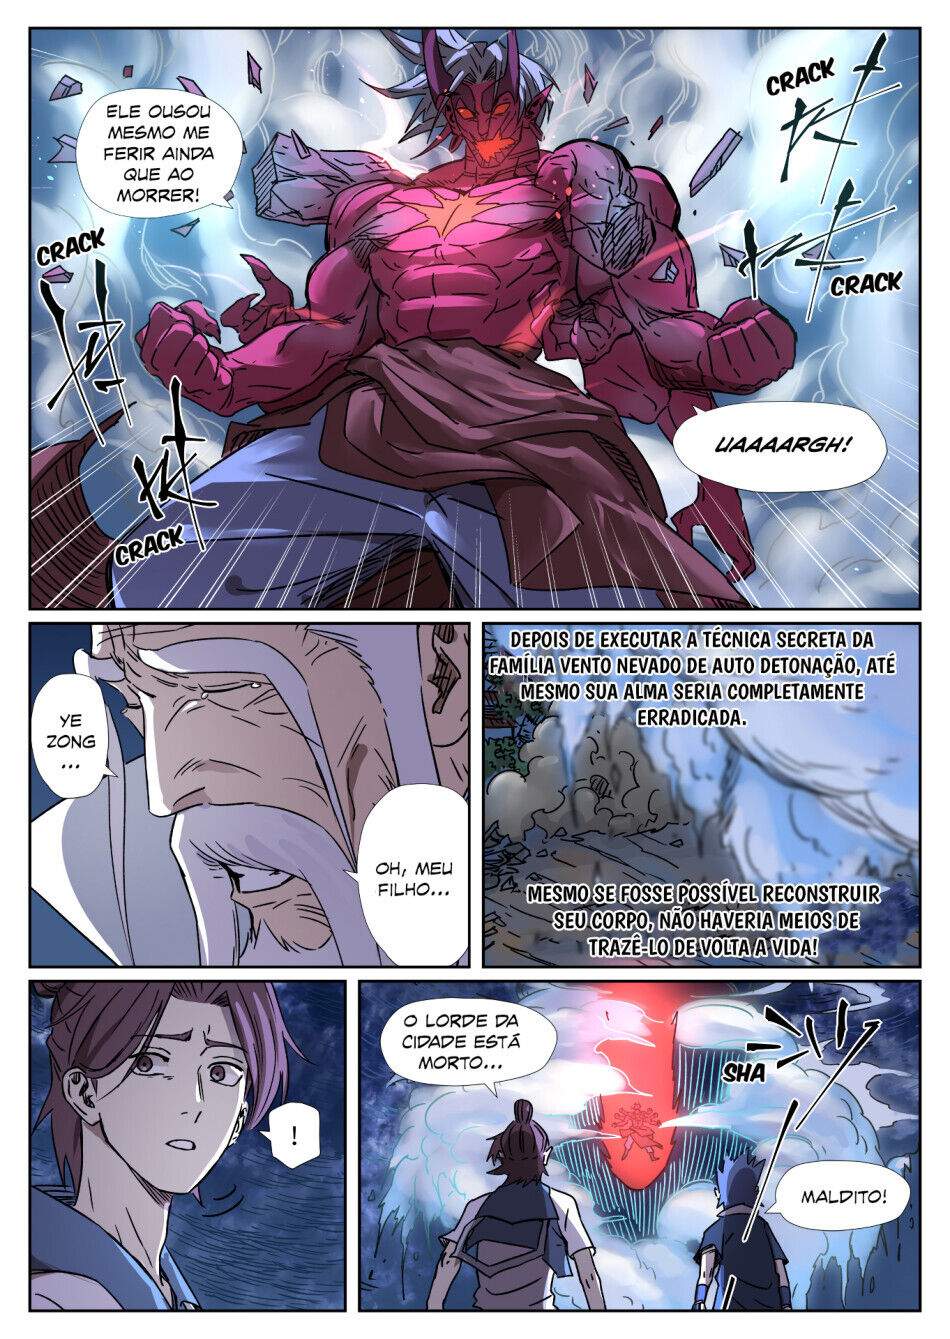 ELE OUSOU
MESMO ME
FERIR AINDA
QUE AO
MORRER!
CRACK
CRACK
CRACK
CRACK
UAAAARGH!
YE
ZONG
...
OH, MEU
FILHO...
DEPOIS DE EXECUTAR A TÉCNICA SECRETA DA
FAMÍLIA VENTO NEVADO DE AUTO DETONAÇÃO, ATÉ
MESMO SUA ALMA SERIA COMPLETAMENTE
ERRADICADA.
MESMO SE FOSSE POSSÍVEL RECONSTRUIR
SEU CORPO, NÃO HAVERIA MEIOS DE
TRAZÊ-LO DE VOLTA A VIDA!
!
O LORDE DA
CIDADE ESTÁ
MORTO...
SHA
MALDITO!